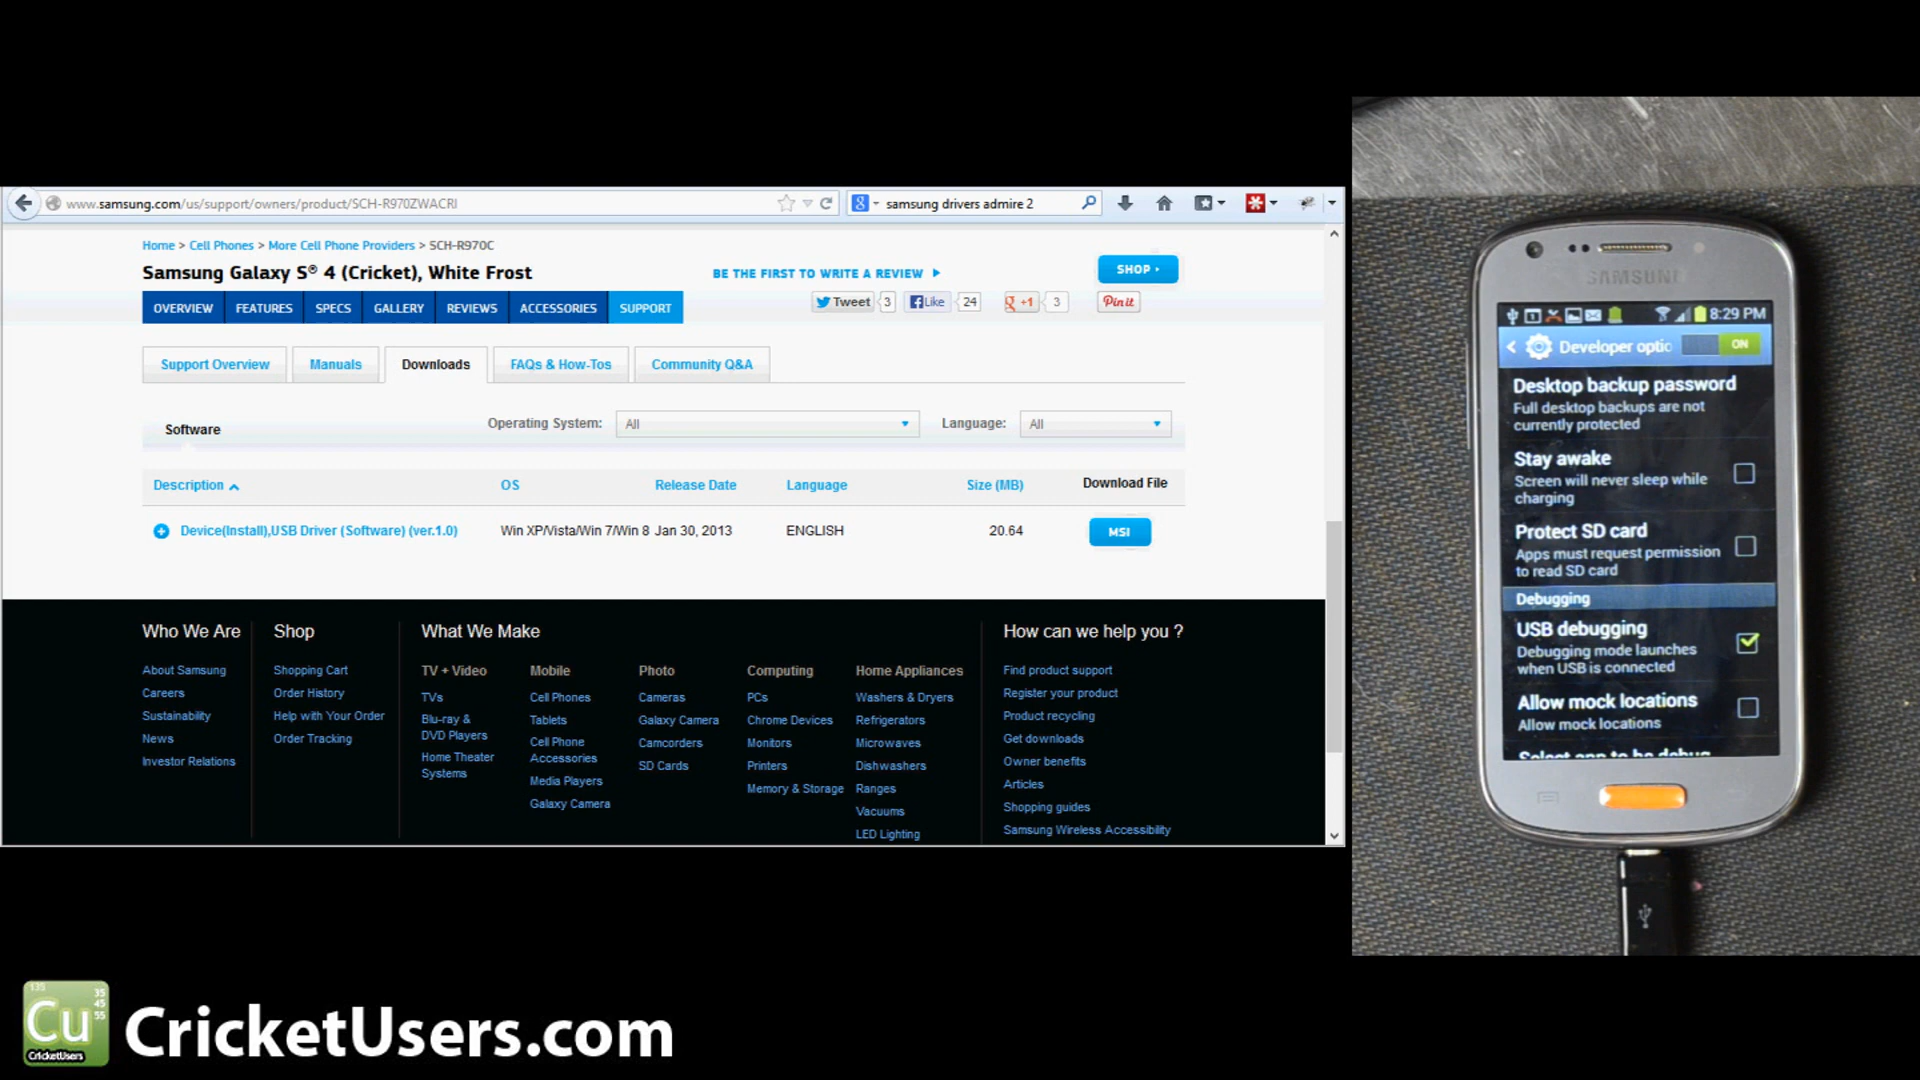 www.samsung.com/us/support/owners/product/SCH-R970ZWACRI
samsung drivers admire 2
Home > Cell Phones > More Cell Phone Providers > SCH-R970C
Samsung Galaxy S® 4 (Cricket), White Frost
BE THE FIRST TO WRITE A REVIEW
SHOP
Tweet 3 Like 24 +1 3 Pin it
OVERVIEW FEATURES SPECS GALLERY REVIEWS ACCESSORIES SUPPORT
Support Overview Manuals Downloads FAQs & How-Tos Community Q&A
Software Operating System: All Language: All
Description OS Release Date Language Size (MB) Download File
Device(Install),USB Driver (Software) (ver.1.0) Win XP/Vista/Win 7/Win 8 Jan 30, 2013 ENGLISH 20.64 MSI
Who We Are
About Samsung
Careers
Sustainability
News
Investor Relations
Shop
Shopping Cart
Order History
Help with Your Order
Order Tracking
What We Make
TV + Video
TVs
Blu-ray &
DVD Players
Home Theater
Systems
Mobile
Cell Phones
Tablets
Cell Phone
Accessories
Media Players
Galaxy Camera
Photo
Cameras
Galaxy Camera
Camcorders
SD Cards
Computing
PCs
Chrome Devices
Monitors
Printers
Memory & Storage
Home Appliances
Washers & Dryers
Refrigerators
Microwaves
Dishwashers
Ranges
Vacuums
LED Lighting
How can we help you ?
Find product support
Register your product
Product recycling
Get downloads
Owner benefits
Articles
Shopping guides
Samsung Wireless Accessibility
SAMSUNG
8:29 PM
Developer optic ON
Desktop backup password
Full desktop backups are not
currently protected
Stay awake
Screen will never sleep while
charging
Protect SD card
Apps must request permission
to read SD card
Debugging
USB debugging
Debugging mode launches
when USB is connected
Allow mock locations
Allow mock locations
Select app to be debug
135
35
45
55
Cu
CricketUsers
CricketUsers.com